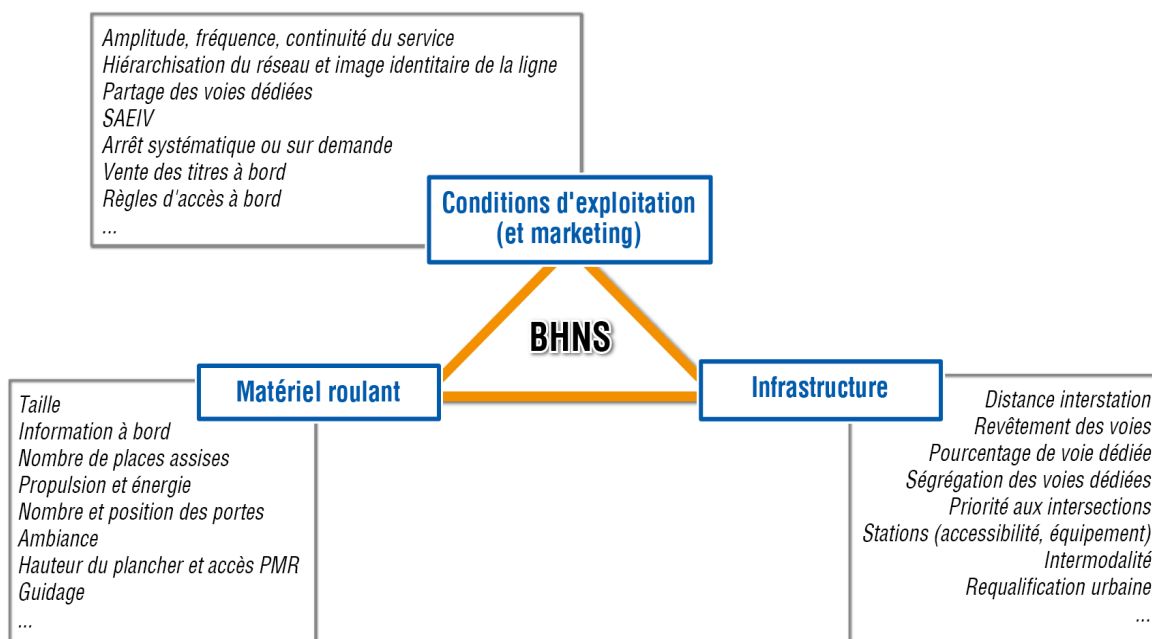 Amplitude, fréquence, continuité du service
Hiérarchisation du réseau et image identitaire de la ligne
Partage des voies dédiées
SAEIV
Arrêt systématique ou sur demande
Vente des titres à bord
Règles d'accès à bord
...
Conditions d'exploitation
(et marketing)
BHNS
Matériel roulant
Taille
Information à bord
Nombre de places assises
Propulsion et énergie
Nombre et position des portes
Ambiance
Hauteur du plancher et accès PMR
Guidage
...
Infrastructure
Distance interstation
Revêtement des voies
Pourcentage de voie dédiée
Ségrégation des voies dédiées
Priorité aux intersections
Stations (accessibilité, équipement)
Intermodalité
Requalification urbaine
...